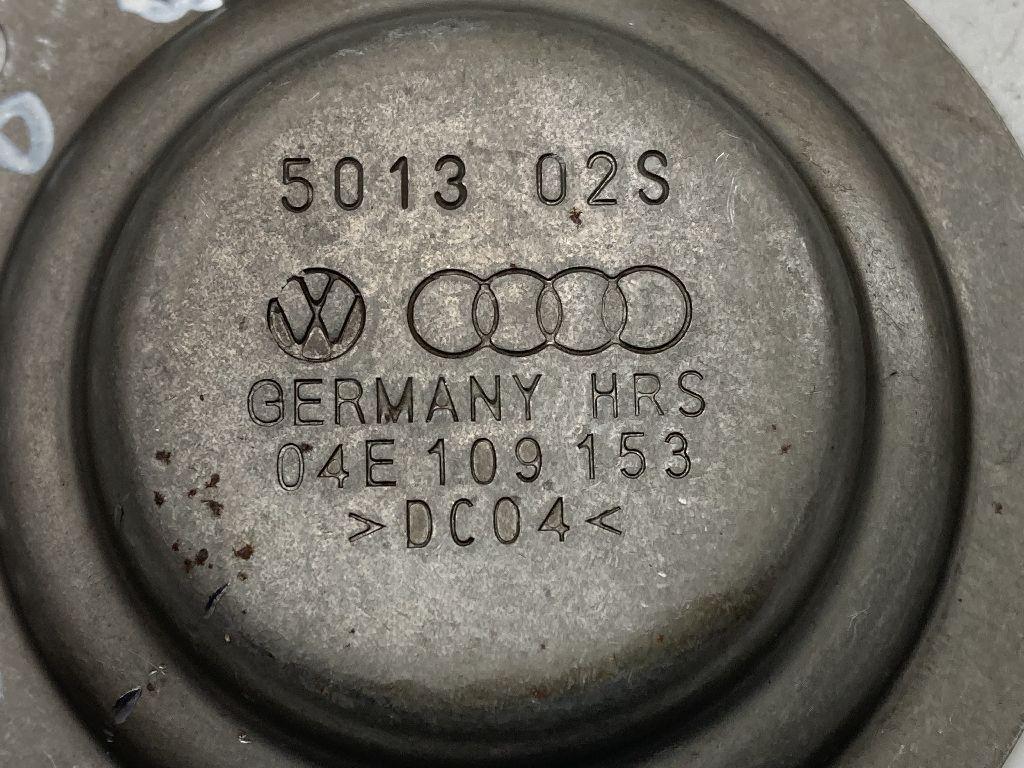 5013 02S
GERMANY HRS
04E 109 153
>DC04<